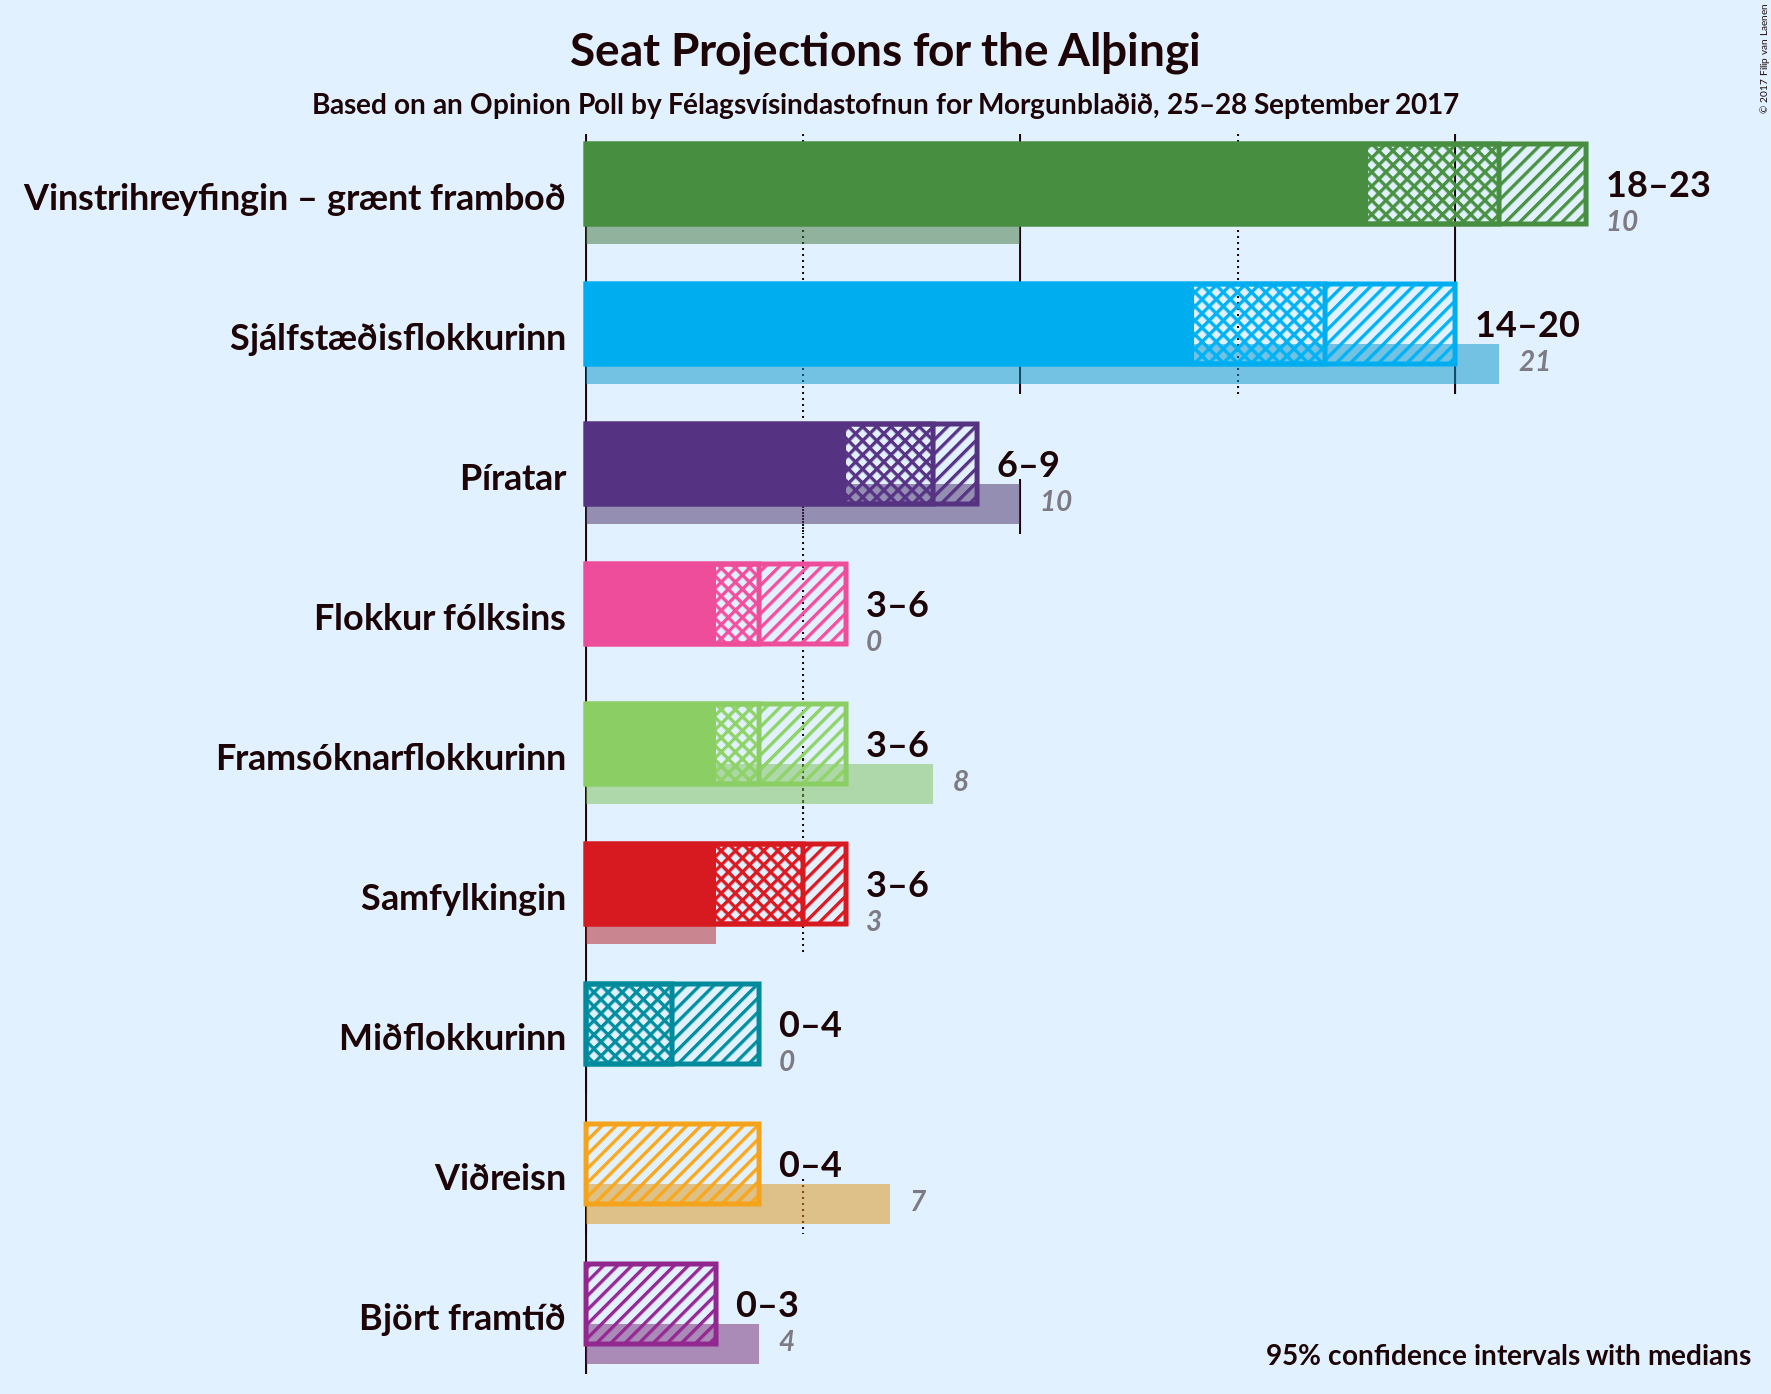 Seat Projections for the Alþingi
Based on an Opinion Poll by Félagsvísindastofnun for Morgunblaðið, 25–28 September 2017
© 2017 Filip van Laenen
Vinstrihreyfingin – grænt framboð
18–23
10
Sjálfstæðisflokkurinn
14–20
21
Píratar
6–9
10
Flokkur fólksins
3–6
0
Framsóknarflokkurinn
3–6
8
Samfylkingin
3–6
3
Miðflokkurinn
0–4
0
Viðreisn
0–4
7
Björt framtíð
0–3
4
95% confidence intervals with medians